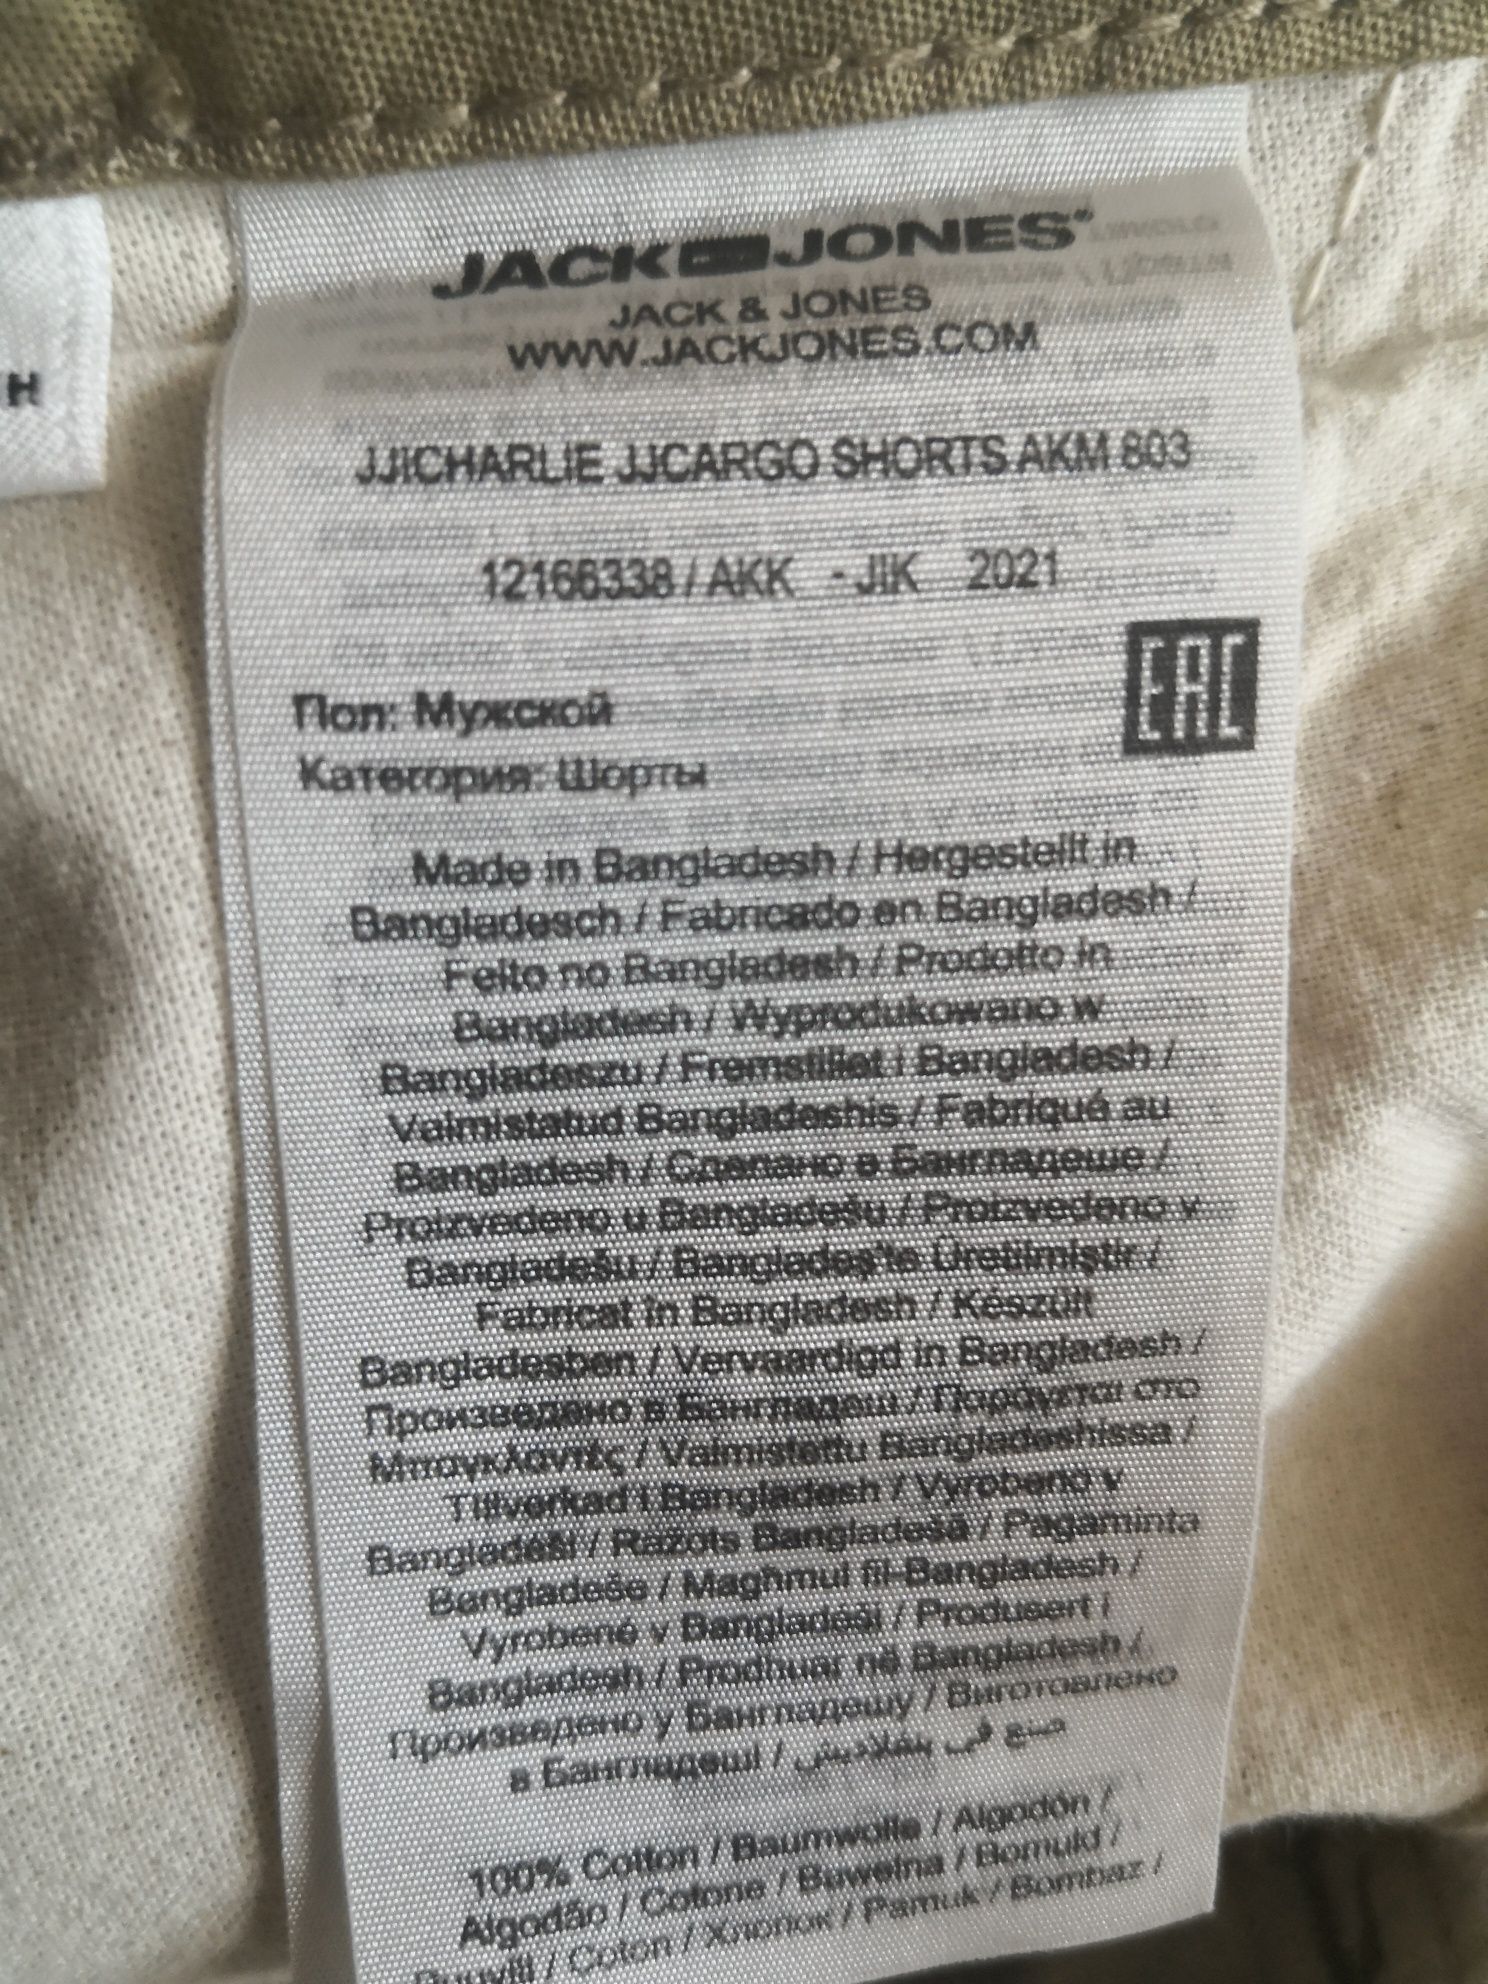 H
JACK JONES®
JACK & JONES
WWW.JACKJONES.COM
JJICHARLIE JJCARGO SHORTS AKM 803
12166338 / AKK - JIK 2021
EAC
Пол: Мужской
Категория: Шорты
Made in Bangladesh / Hergestellt in
Bangladesch / Fabricado en Bangladesh /
Feito no Bangladesh / Prodotto in
Bangladesh / Wyprodukowano w
Bangladeszu / Fremstillet i Bangladesh /
Valmistatud Bangladeshis / Fabriqué au
Bangladesh / Сделано в Бангладеше /
Proizvedeno u Bangladešu / Proizvedeno v
Bangladešu / Bangladeş'te Üretilmiştir /
Fabricat în Bangladesh / Készült
Bangladesben / Vervaardigd in Bangladesh /
Произведено в Бангладеш / Παράγεται στο
Μπαγκλαντές / Valmistettu Bangladeshissa /
Tillverkad i Bangladesh / Vyrobeno v
Bangladéši / Ražots Bangladešā / Pagaminta
Bangladeše / Magħmul fil-Bangladesh /
Vyrobené v Bangladéši / Produsert i
Bangladesh / Prodhuar në Bangladesh /
Произведено у Бангладешу / Виготовлено
в Бангладеші / صنع في بنغلاديش
100% Cotton / Baumwolle / Algodón /
Algodão / Cotone / Bawełna / Bomuld /
Puuvill / Coton / Хлопок / Pamuk / Bombaž /